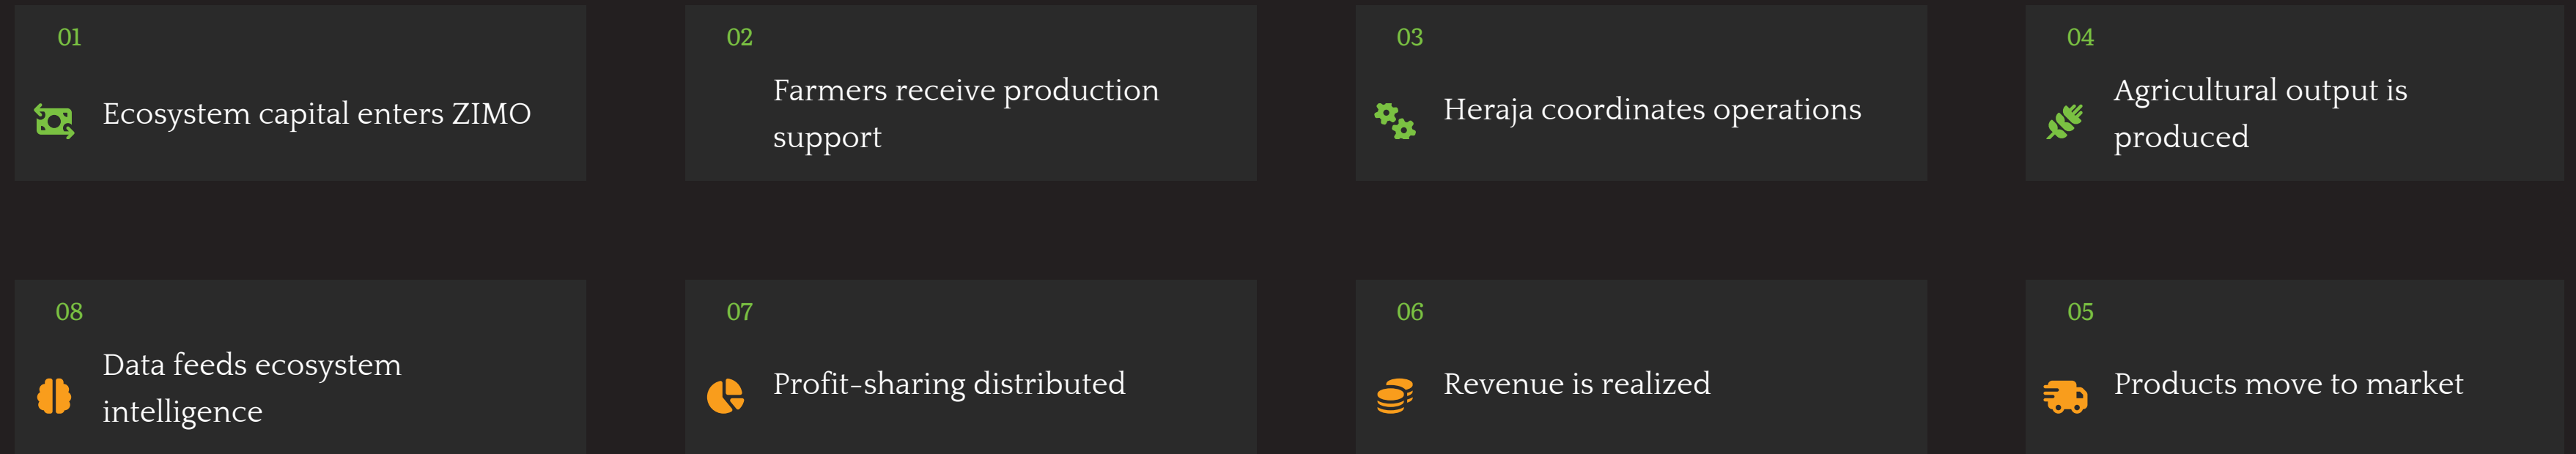 01
Ecosystem capital enters ZIMO
02
Farmers receive production
support
03
Heraja coordinates operations
04
Agricultural output is
produced
08
Data feeds ecosystem
intelligence
07
Profit-sharing distributed
06
Revenue is realized
05
Products move to market